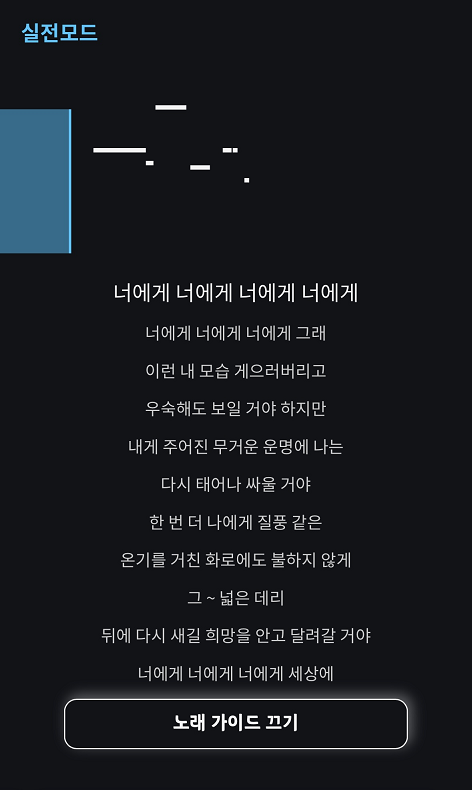 실전모드
너에게 너에게 너에게 너에게
너에게 너에게 너에게 그래
이런 내 모습 게으러버리고
우숙해도 보일 거야 하지만
내게 주어진 무거운 운명에 나는
다시 태어나 싸울 거야
한 번 더 나에게 질풍 같은
온기를 거친 화로에도 불하지 않게
그 ~ 넓은 데리
뒤에 다시 새길 희망을 안고 달려갈 거야
너에게 너에게 너에게 세상에
노래 가이드 끄기